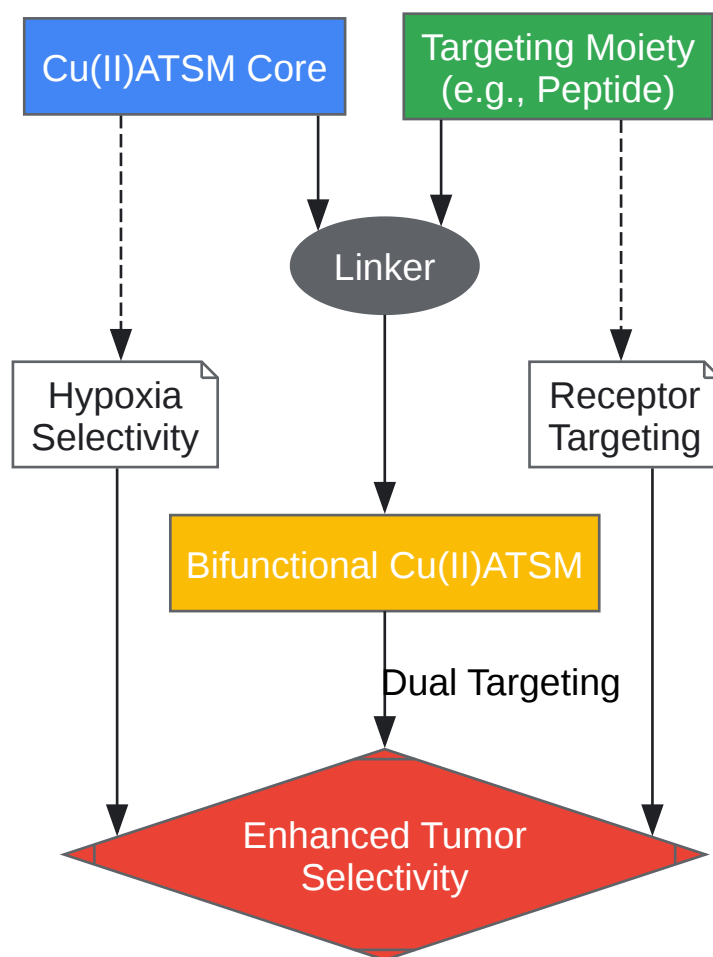 Cu(II)ATSM Core
Targeting Moiety
(e.g., Peptide)
Linker
Hypoxia
Selectivity
Receptor
Targeting
Bifunctional Cu(II)ATSM
Dual Targeting
Enhanced Tumor
Selectivity